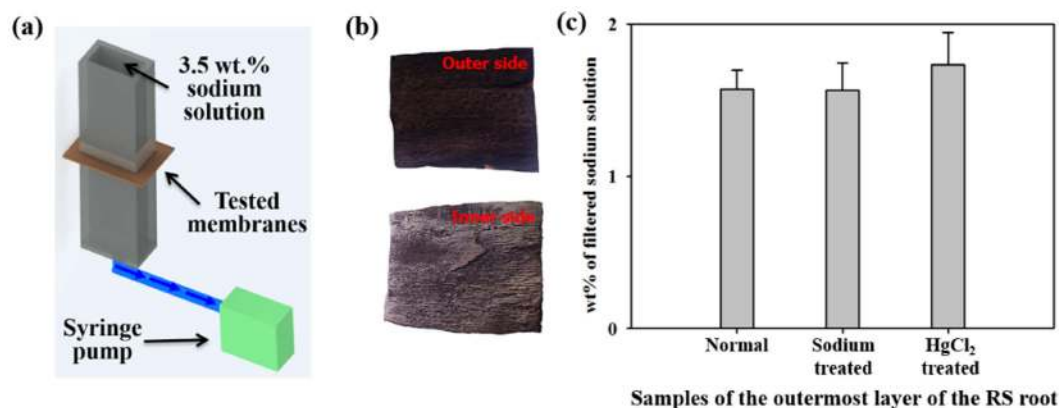 (a)
3.5 wt.%
sodium
solution
Tested
membranes
Syringe
pump
(b)
Outer side
Inner side
(c)
wt% of filtered sodium solution
2
1
0
Normal
Sodium
treated
HgCl₂
treated
Samples of the outermost layer of the RS root